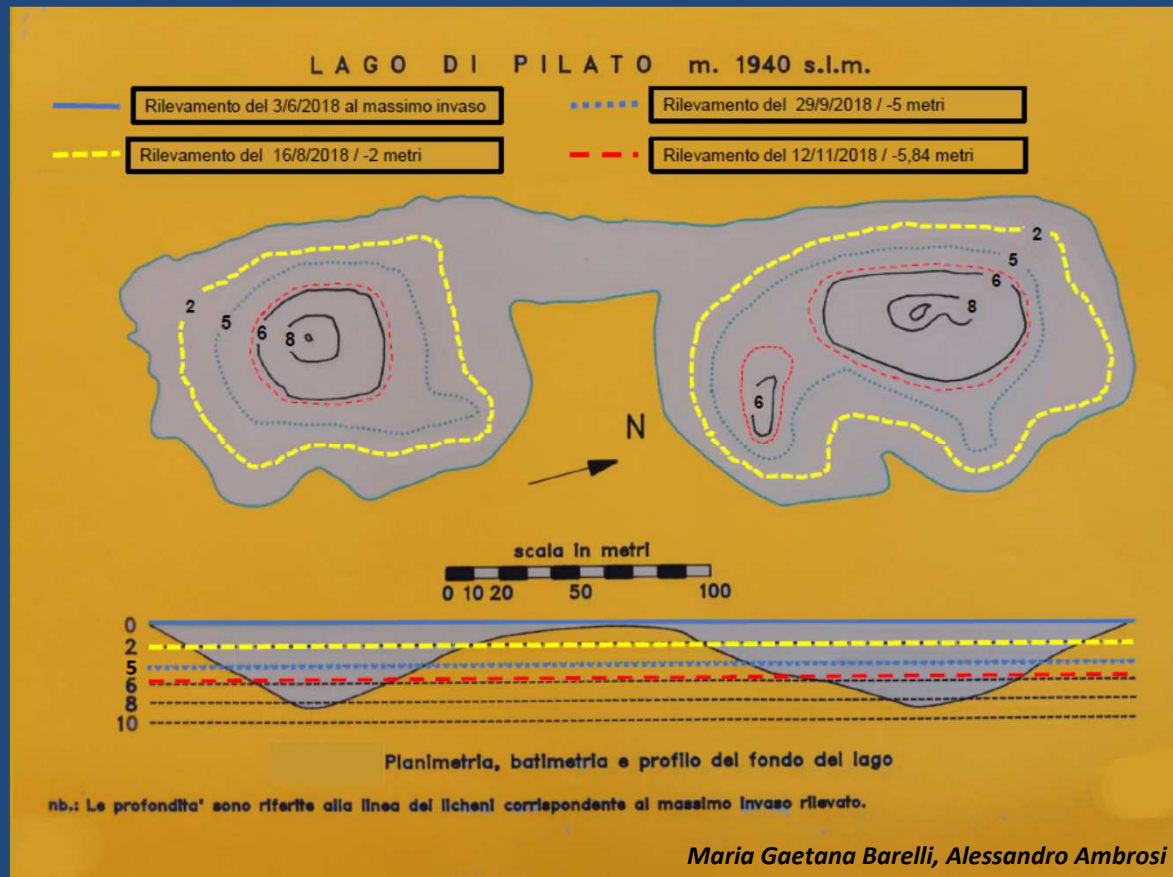 LAGO DI PILATO m. 1940 s.l.m.
Rilevamento del 3/6/2018 al massimo invaso
Rilevamento del 29/9/2018 / -5 metri
Rilevamento del 16/8/2018 / -2 metri
Rilevamento del 12/11/2018 / -5,84 metri
2
5
6
8
2
5
6
8
6
N
scala in metri
0 10 20 50 100
0
2
5
6
8
10
Planimetria, batimetria e profilo del fondo del lago
nb.: Le profondita' sono riferite alla linea dei licheni corrispondente al massimo invaso rilevato.
Maria Gaetana Barelli, Alessandro Ambrosi